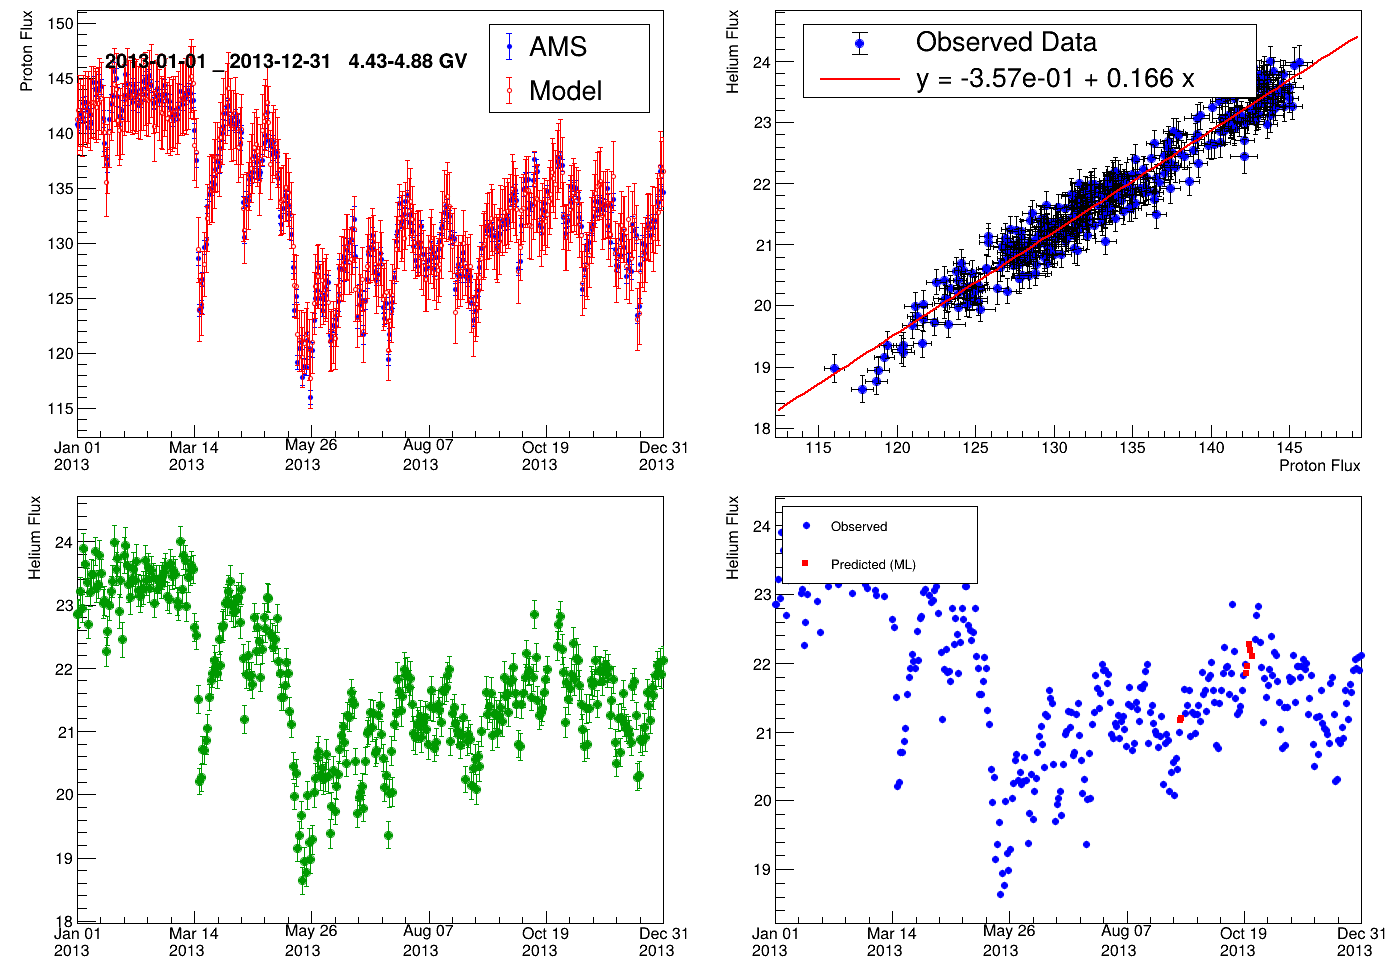 Proton Flux
150
145
140
135
130
125
120
115
2013-01-01 _ 2013-12-31 4.43-4.88 GV
AMS
Model
Jan 01
2013
Mar 14
2013
May 26
2013
Aug 07
2013
Oct 19
2013
Dec 31
2013
Helium Flux
24
23
22
21
20
19
18
Observed Data
y = -3.57e-01 + 0.166 x
115
120
125
130
135
140
145
Proton Flux
Helium Flux
24
23
22
21
20
19
18
Jan 01
2013
Mar 14
2013
May 26
2013
Aug 07
2013
Oct 19
2013
Dec 31
2013
Helium Flux
24
23
22
21
20
19
Observed
Predicted (ML)
Jan 01
2013
Mar 14
2013
May 26
2013
Aug 07
2013
Oct 19
2013
Dec 31
2013